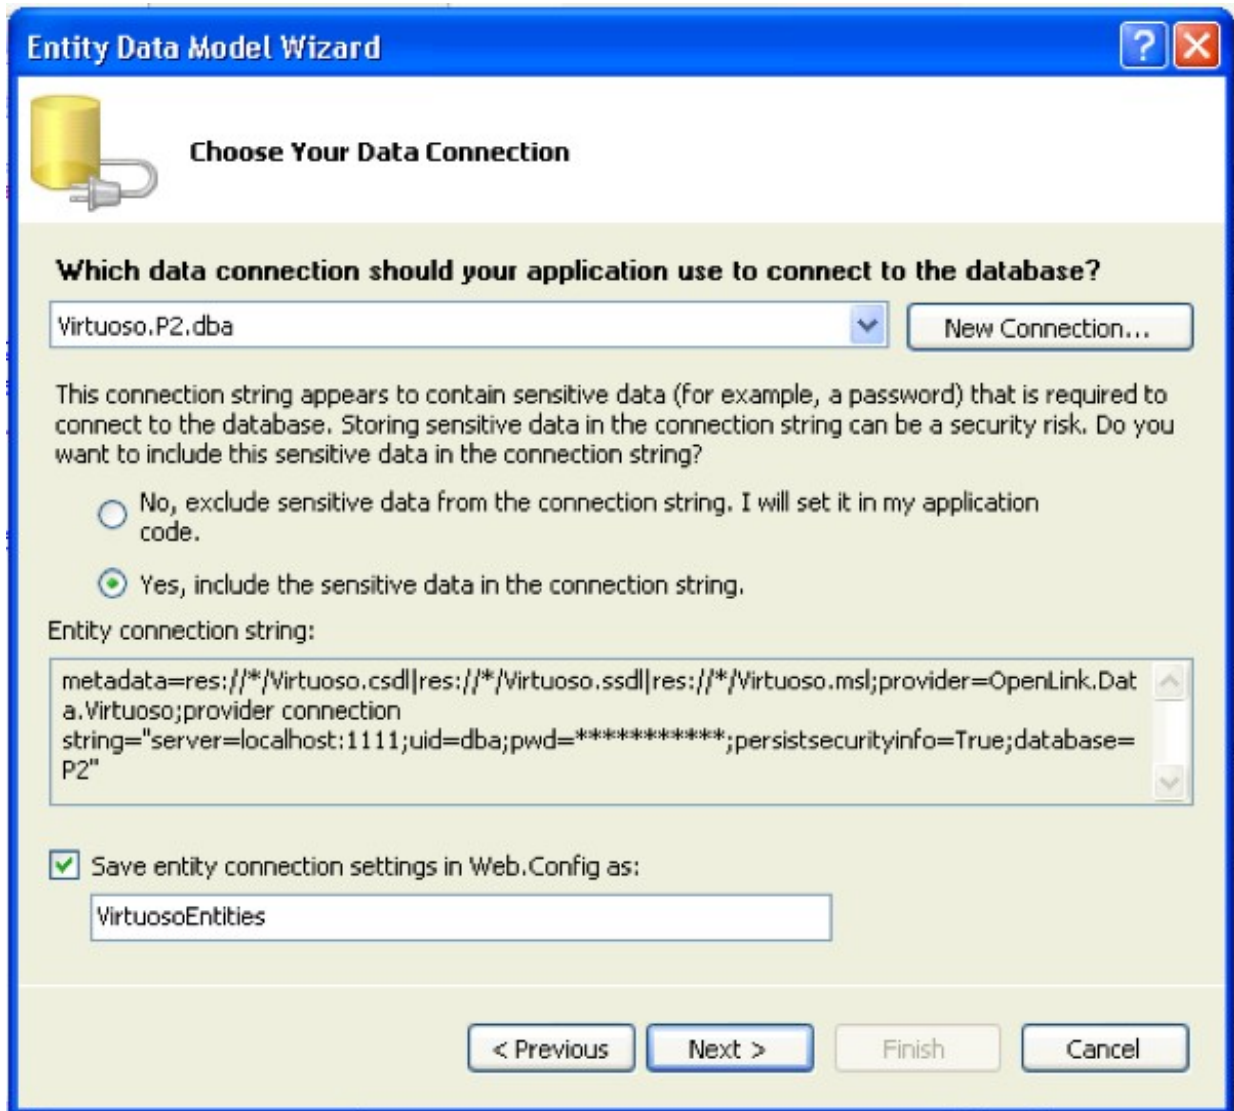 Entity Data Model Wizard
Choose Your Data Connection
Which data connection should your application use to connect to the database?
Virtuoso.P2.dba
New Connection...
This connection string appears to contain sensitive data (for example, a password) that is required to
connect to the database. Storing sensitive data in the connection string can be a security risk. Do you
want to include this sensitive data in the connection string?
No, exclude sensitive data from the connection string. I will set it in my application
code.
Yes, include the sensitive data in the connection string.
Entity connection string:
metadata=res://*/Virtuoso.csdl|res://*/Virtuoso.ssdl|res://*/Virtuoso.msl;provider=OpenLink.Dat
a.Virtuoso;provider connection
string="server=localhost:1111;uid=dba;pwd=***********;persistsecurityinfo=True;database=
P2"
Save entity connection settings in Web.Config as:
VirtuosoEntities
< Previous
Next >
Finish
Cancel